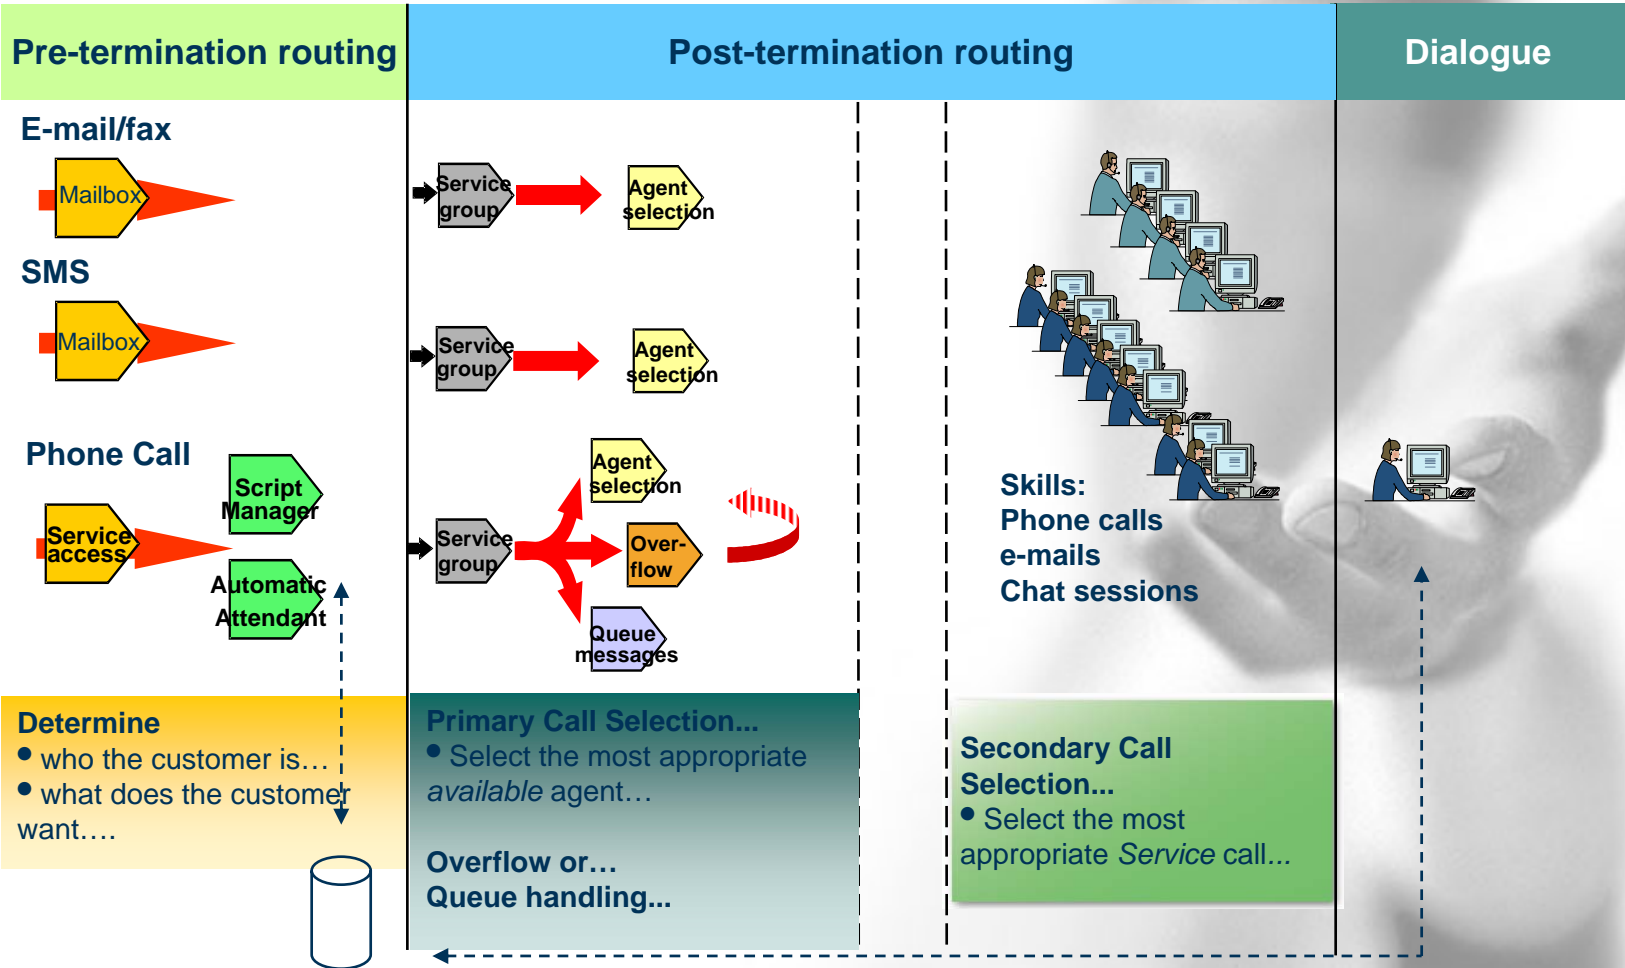 Pre-termination routing
Post-termination routing
Dialogue
E-mail/fax
Mailbox
Service
group
Agent
selection
SMS
Mailbox
Service
group
Agent
selection
Phone Call
Script
Manager
Service
access
Automatic
Attendant
Service
group
Agent
selection
Over-
flow
Queue
messages
Skills:
Phone calls
e-mails
Chat sessions
Determine
• who the customer is…
• what does the customer
want….
Primary Call Selection...
• Select the most appropriate
available agent…
Overflow or…
Queue handling...
Secondary Call
Selection...
• Select the most
appropriate Service call...